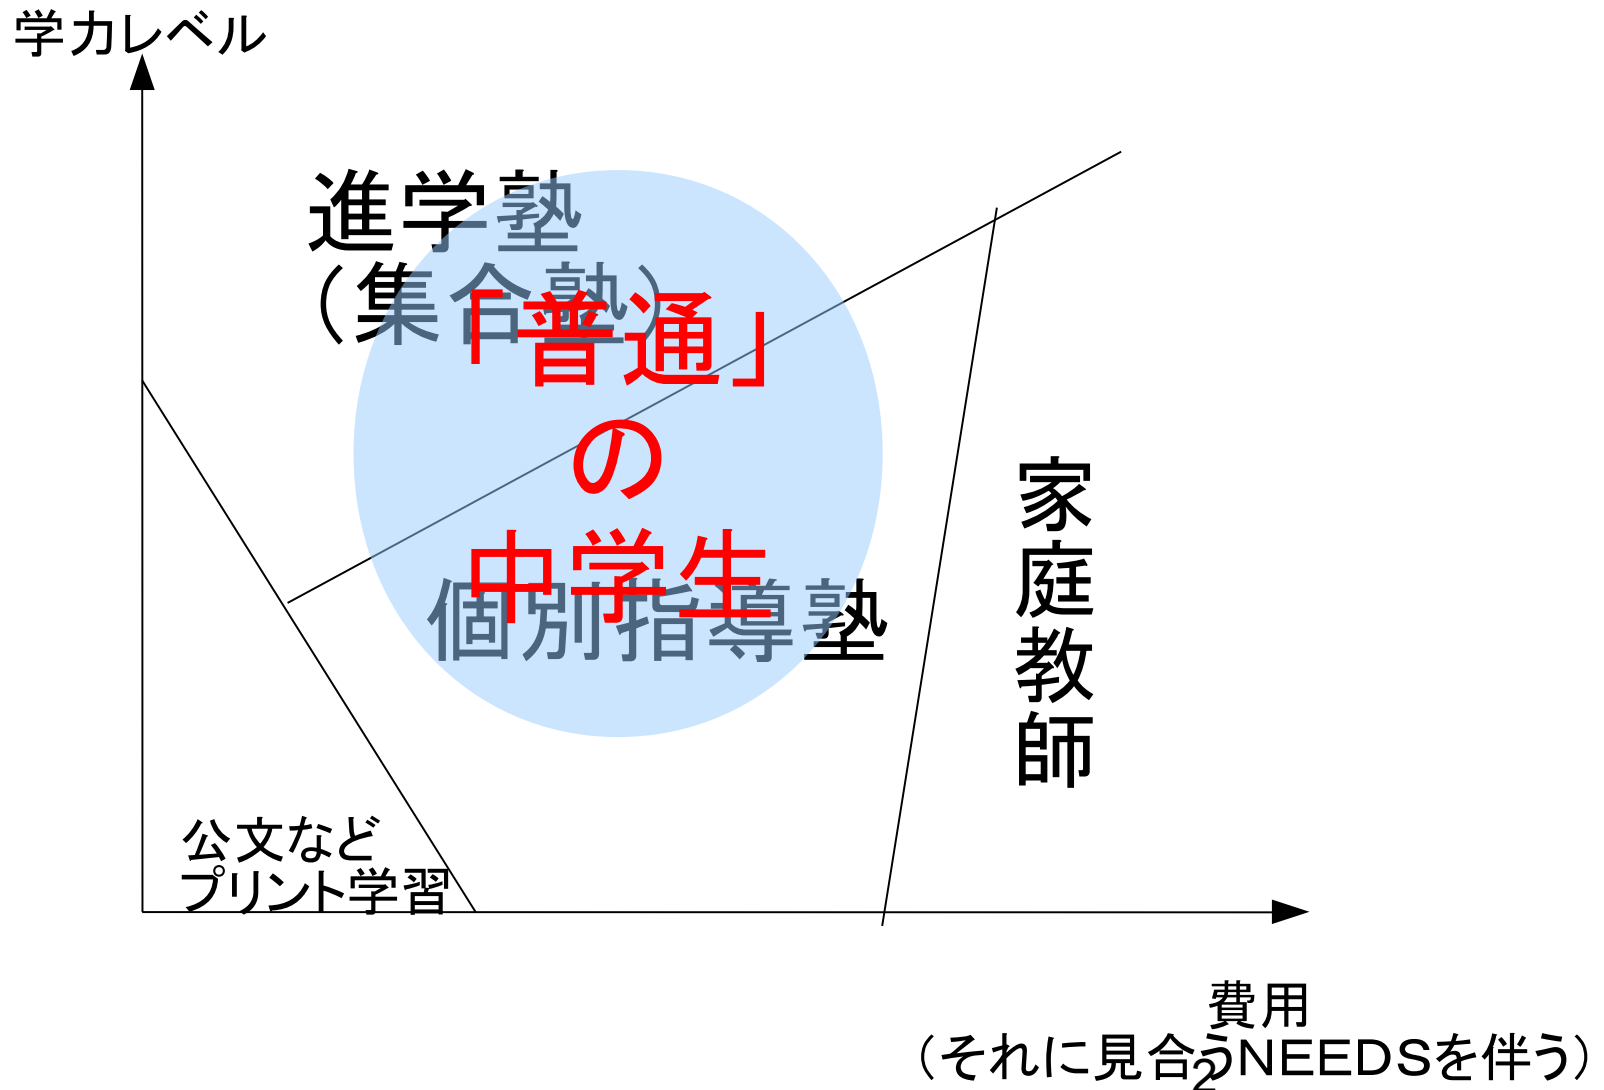 学力レベル
進学塾
（集合塾）
「普通」
の
中学生
個別指導塾
家庭教師
公文など
プリント学習
費用
（それに見合うNEEDSを伴う）
2